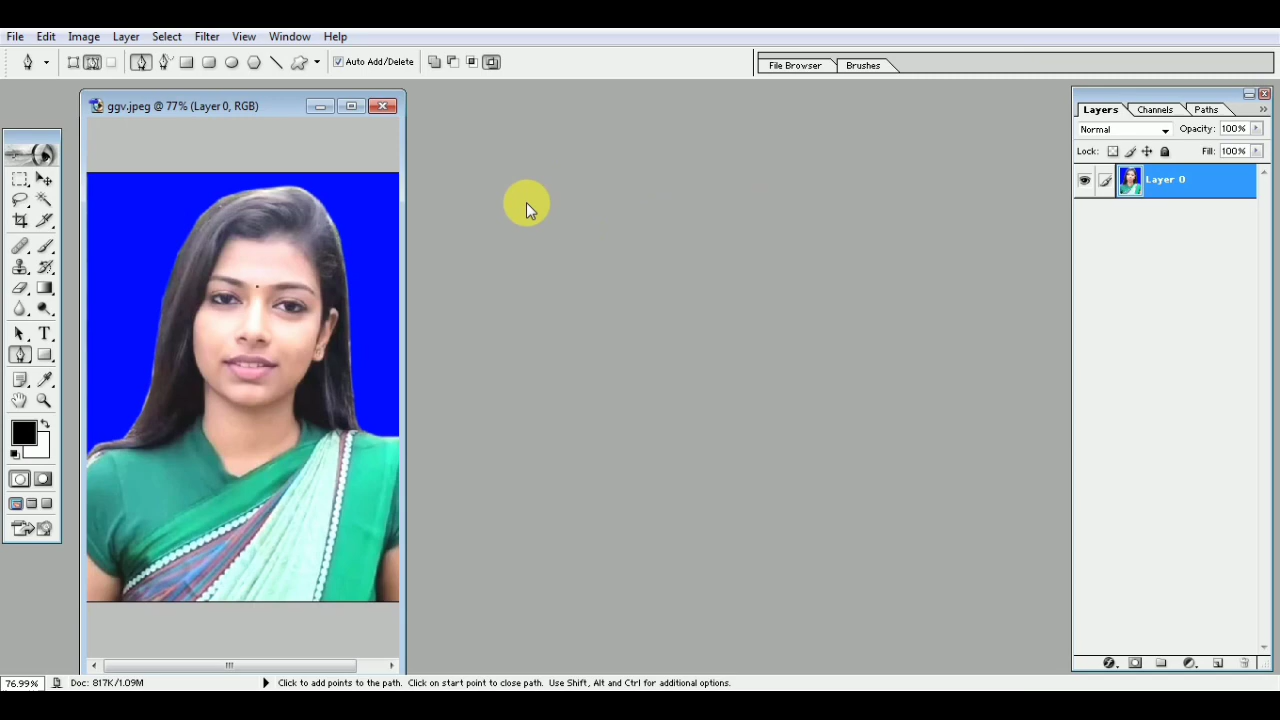 File Edit Image Layer Select Filter View Window Help
Auto Add/Delete
File Browser Brushes
ggv.jpeg @ 77% (Layer 0, RGB)
Layers Channels Paths
Normal Opacity: 100%
Lock: Fill: 100%
Layer 0
T
76.99% Doc: 817K/1.09M Click to add points to the path. Click on start point to close path. Use Shift, Alt and Ctrl for additional options.